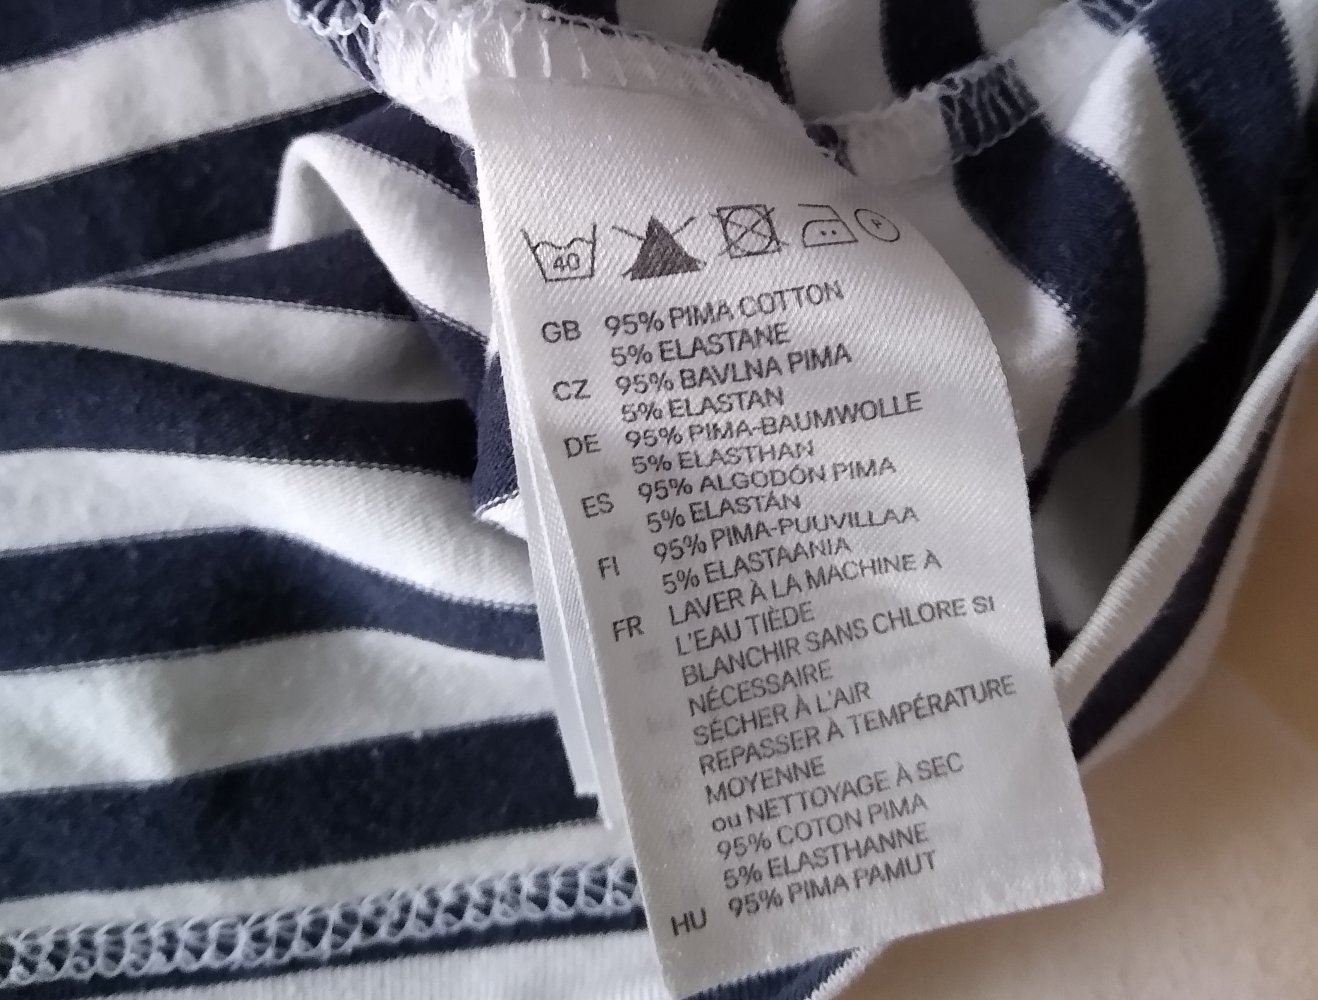 40 P
GB 95% PIMA COTTON
5% ELASTANE
CZ 95% BAVLNA PIMA
5% ELASTAN
DE 95% PIMA-BAUMWOLLE
5% ELASTHAN
ES 95% ALGODÓN PIMA
5% ELASTÁN
FI 95% PIMA-PUUVILLAA
5% ELASTAANIA
FR LAVER À LA MACHINE À
L'EAU TIÈDE
BLANCHIR SANS CHLORE SI
NÉCESSAIRE
SÉCHER À L'AIR
REPASSER À TEMPÉRATURE
MOYENNE
ou NETTOYAGE À SEC
95% COTON PIMA
5% ELASTHANNE
HU 95% PIMA PAMUT